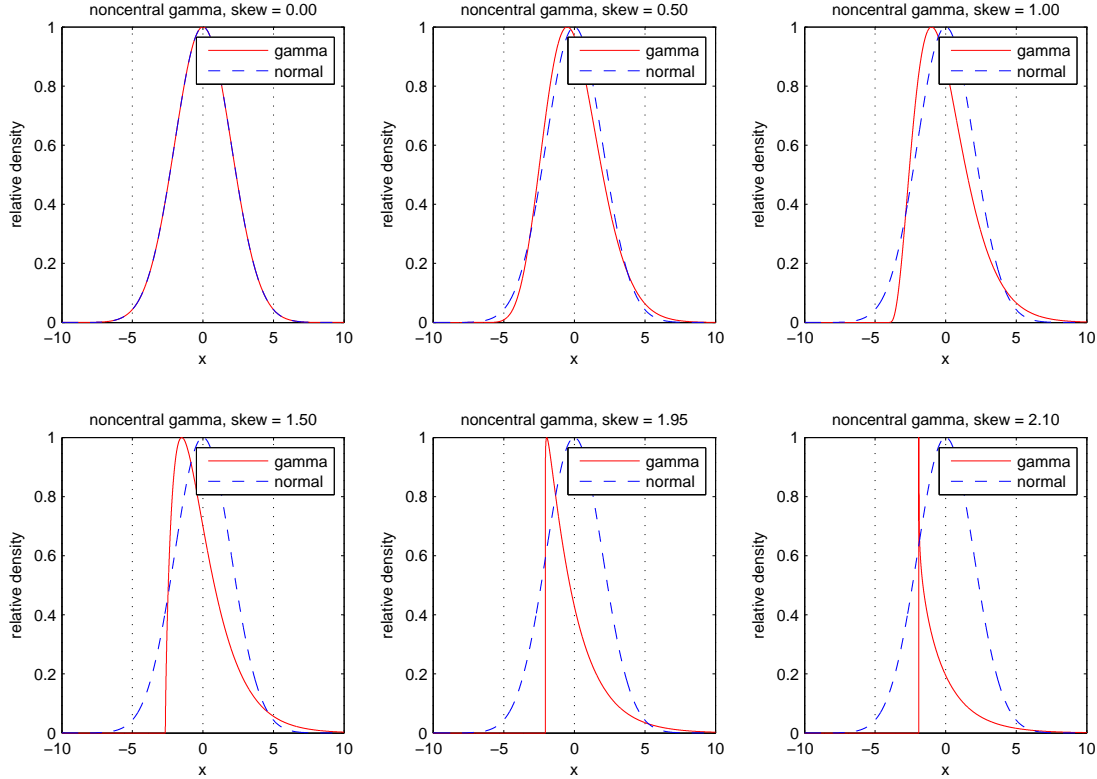 noncentral gamma, skew = 0.00
1
0.8
0.6
0.4
0.2
0
relative density
gamma
normal
−10 −5 0 5 10
x
noncentral gamma, skew = 0.50
1
0.8
0.6
0.4
0.2
0
relative density
gamma
normal
−10 −5 0 5 10
x
noncentral gamma, skew = 1.00
1
0.8
0.6
0.4
0.2
0
relative density
gamma
normal
−10 −5 0 5 10
x
noncentral gamma, skew = 1.50
1
0.8
0.6
0.4
0.2
0
relative density
gamma
normal
−10 −5 0 5 10
x
noncentral gamma, skew = 1.95
1
0.8
0.6
0.4
0.2
0
relative density
gamma
normal
−10 −5 0 5 10
x
noncentral gamma, skew = 2.10
1
0.8
0.6
0.4
0.2
0
relative density
gamma
normal
−10 −5 0 5 10
x